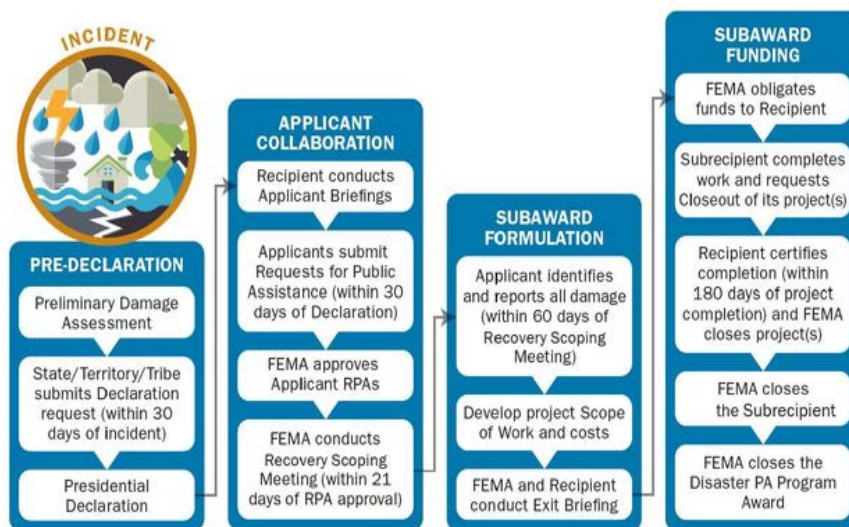 INCIDENT
PRE-DECLARATION
Preliminary Damage
Assessment
State/Territory/Tribe
submits Declaration
request (within 30
days of incident)
Presidential
Declaration
APPLICANT
COLLABORATION
Recipient conducts
Applicant Briefings
Applicants submit
Requests for Public
Assistance (within 30
days of Declaration)
FEMA approves
Applicant RPAs
FEMA conducts
Recovery Scoping
Meeting (within 21
days of RPA approval)
SUBAWARD
FORMULATION
Applicant identifies
and reports all damage
(within 60 days of
Recovery Scoping
Meeting)
Develop project Scope
of Work and costs
FEMA and Recipient
conduct Exit Briefing
SUBAWARD
FUNDING
FEMA obligates
funds to Recipient
Subrecipient completes
work and requests
Closeout of its project(s)
Recipient certifies
completion (within
180 days of project
completion) and FEMA
closes project(s)
FEMA closes
the Subrecipient
FEMA closes the
Disaster PA Program
Award